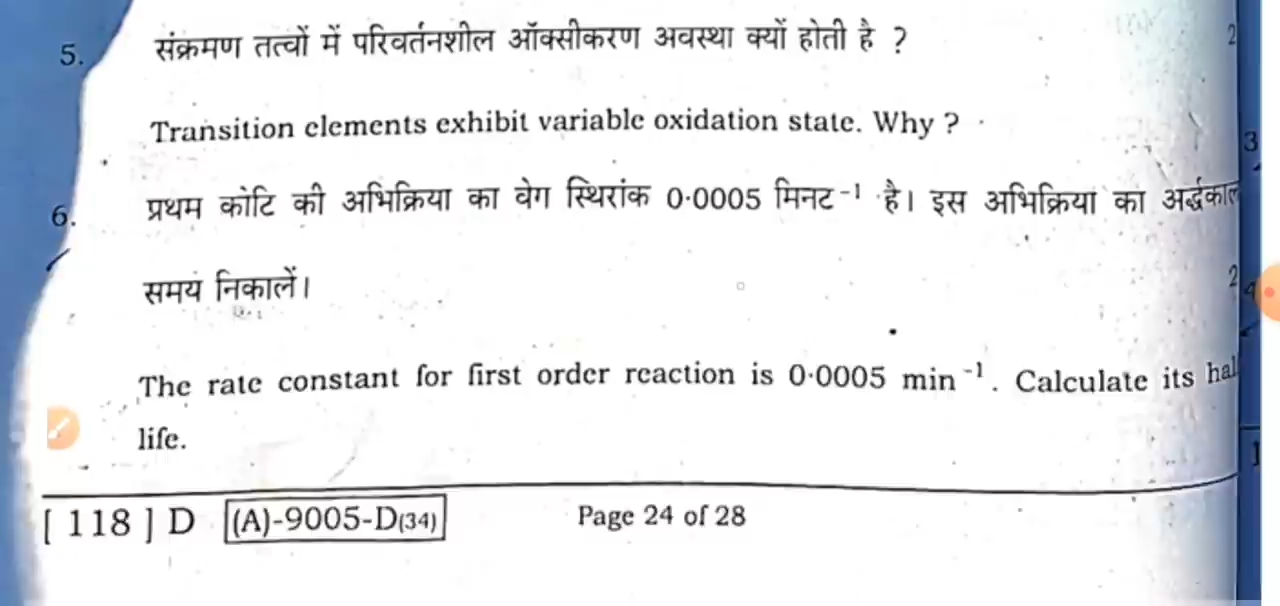 5. संक्रमण तत्वों में परिवर्तनशील ऑक्सीकरण अवस्था क्यों होती है ? 2
Transition elements exhibit variable oxidation state. Why ?
3
6. प्रथम कोटि की अभिक्रिया का वेग स्थिरांक 0·0005 मिनट⁻¹ है। इस अभिक्रिया का अर्द्धकाल
समय निकालें। 2
The rate constant for first order reaction is 0·0005 min⁻¹. Calculate its hal
life.
[ 118 ] D (A)-9005-D(34) Page 24 of 28